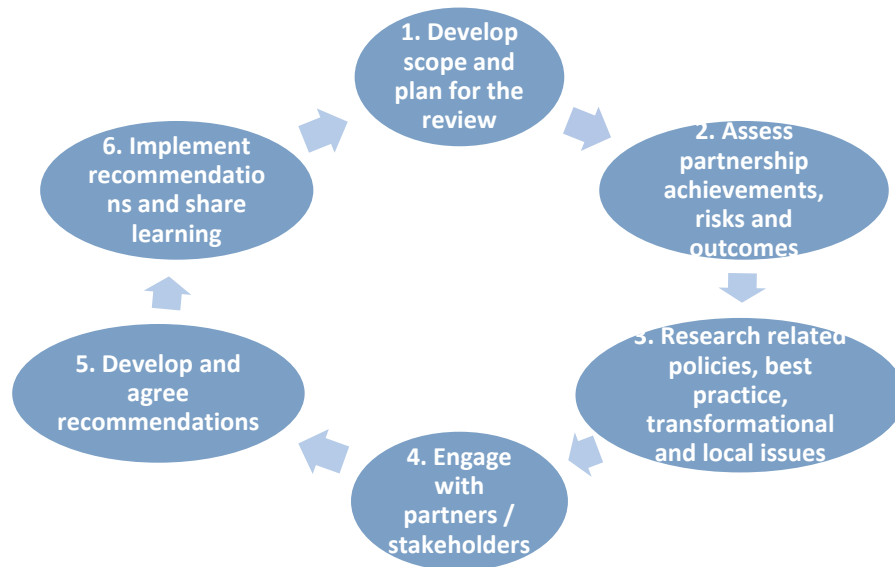 1. Develop
scope and
plan for the
review
2. Assess
partnership
achievements,
risks and
outcomes
3. Research related
policies, best
practice,
transformational
and local issues
4. Engage
with
partners /
stakeholders
5. Develop and
agree
recommendations
6. Implement
recommendatio
ns and share
learning